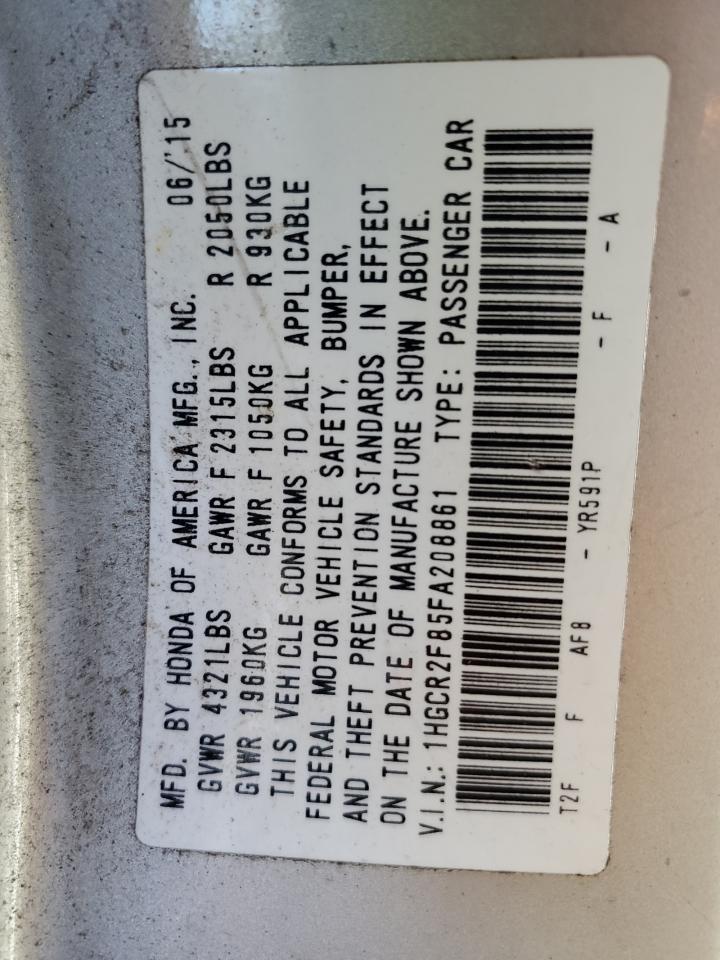 MFD. BY HONDA OF AMERICA MFG., INC. 06/'15
GVWR 4321LBS GAWR F 2315LBS R 2050LBS
GVWR 1960KG GAWR F 1050KG R 930KG
THIS VEHICLE CONFORMS TO ALL APPLICABLE
FEDERAL MOTOR VEHICLE SAFETY, BUMPER,
AND THEFT PREVENTION STANDARDS IN EFFECT
ON THE DATE OF MANUFACTURE SHOWN ABOVE.
V.I.N.: 1HGCR2F85FA208861 TYPE: PASSENGER CAR
T2F F AF8 - YR591P - F - A